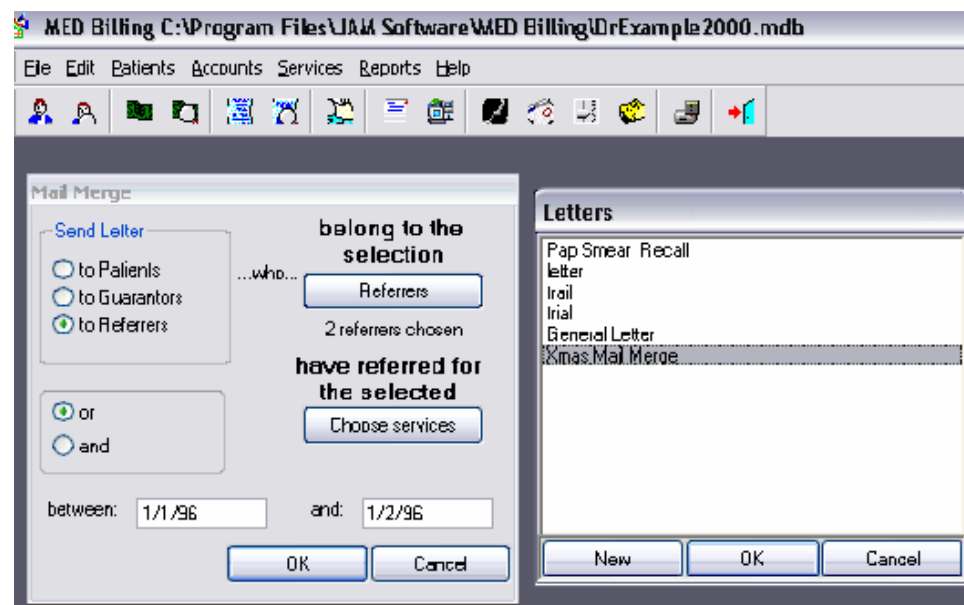 MED Billing C:\Program Files\JAM Software\MED Billing\DrExample2000.mdb
File Edit Patients Accounts Services Reports Help
Mail Merge
Send Letter
to Patients
to Guarantors
to Referrers
...who...
belong to the
selection
Referrers
2 referrers chosen
have referred for
the selected
Choose services
or
and
between: 1/1/96 and: 1/2/96
OK Cancel
Letters
Pap Smear Recall
letter
trail
trial
General Letter
Xmas Mail Merge
New OK Cancel